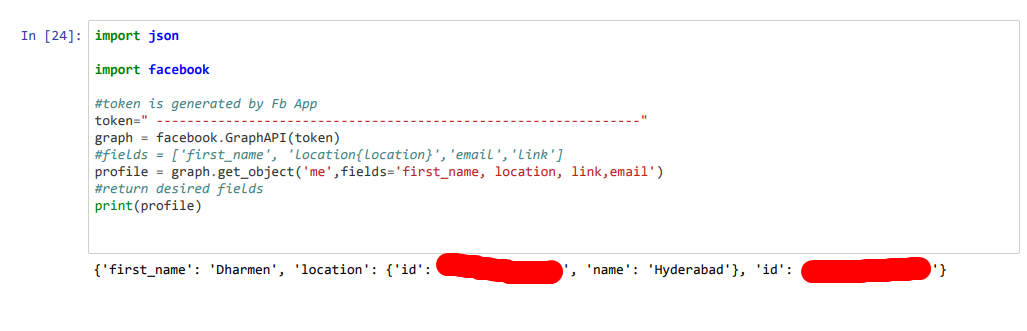 In [24]: import json
import facebook
#token is generated by Fb App
token=" ---------------------------------------------------------------"
graph = facebook.GraphAPI(token)
#fields = ['first_name', 'location{location}','email','link']
profile = graph.get_object('me',fields='first_name, location, link,email')
#return desired fields
print(profile)
{'first_name': 'Dharmen', 'location': {'id': ', 'name': 'Hyderabad'}, 'id': '}